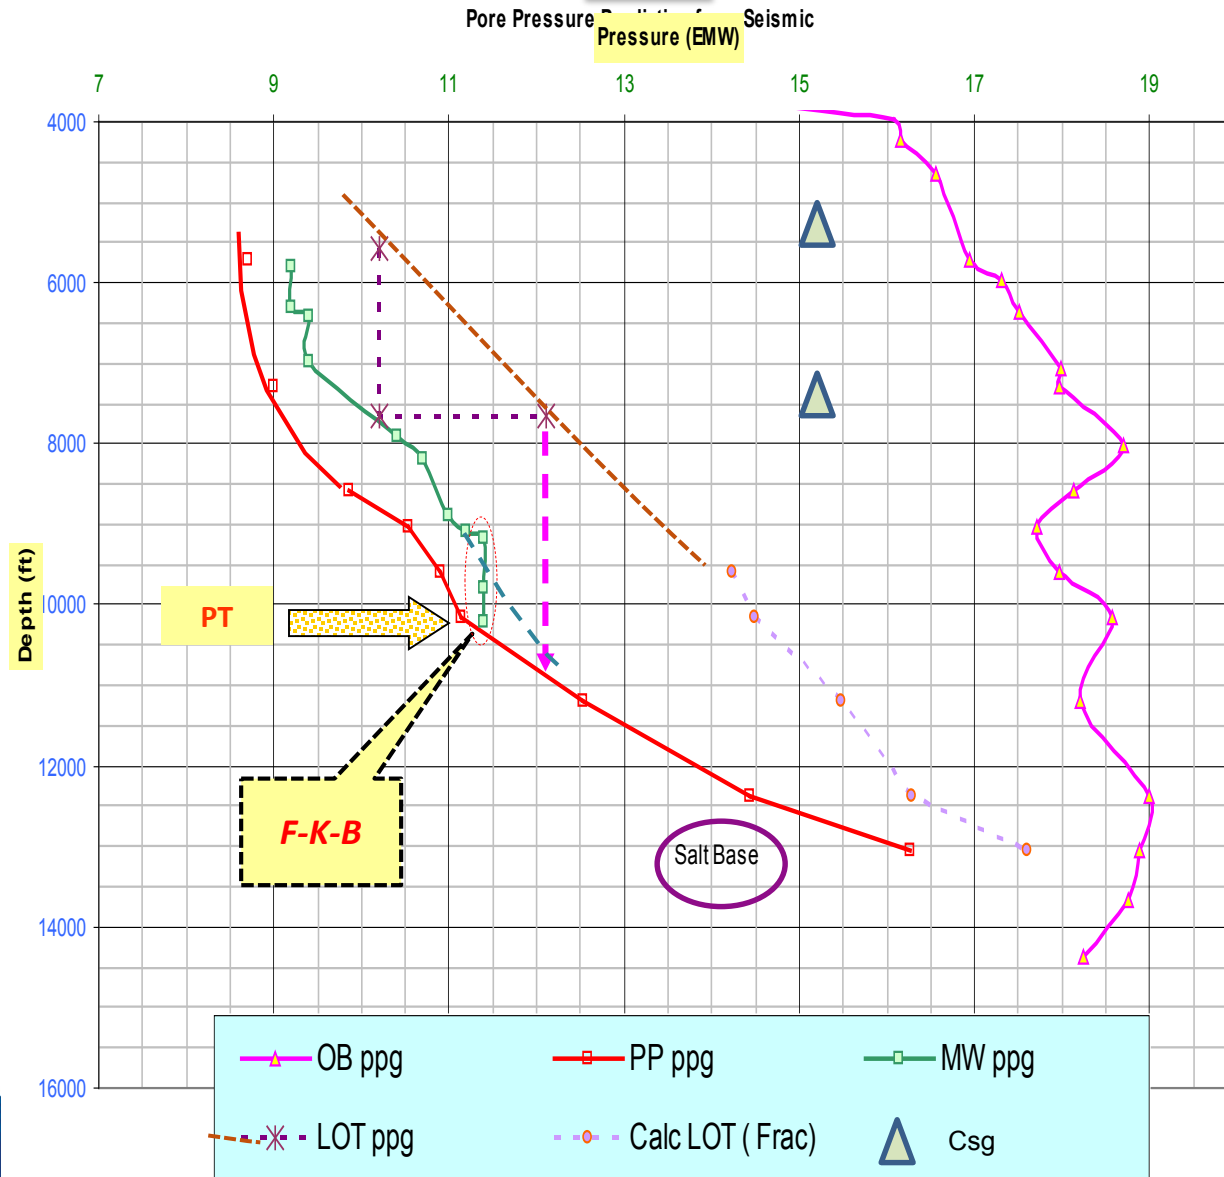 Pore Pressure Seismic
Pressure (EMW)
7 9 11 13 15 17 19
4000
6000
8000
10000
12000
14000
16000
Depth (ft)
PT
F-K-B
Salt Base
OB ppg PP ppg MW ppg
LOT ppg Calc LOT ( Frac) Csg